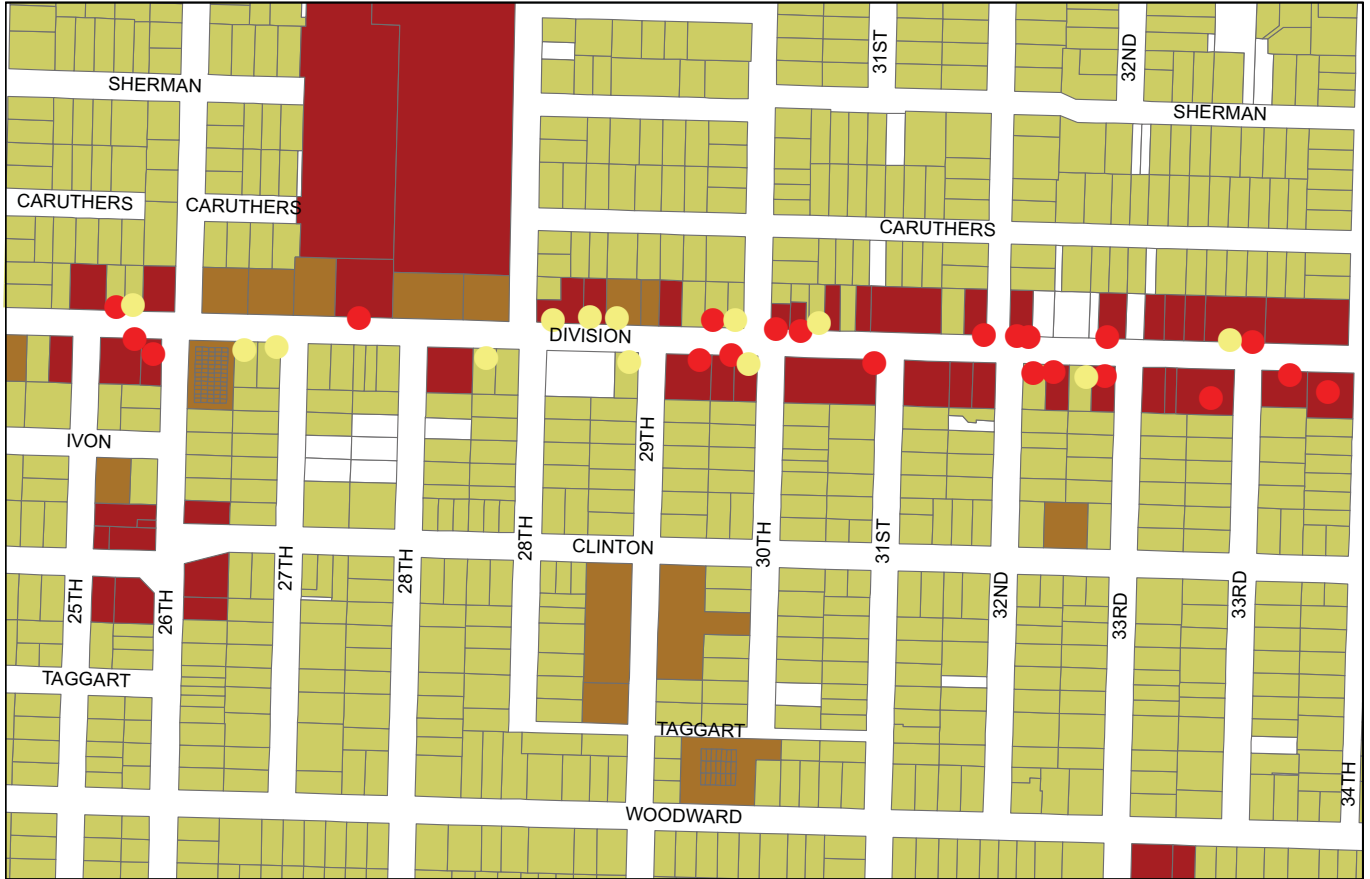 31ST
32ND
SHERMAN
SHERMAN
CARUTHERS
CARUTHERS
CARUTHERS
DIVISION
IVON
29TH
28TH
CLINTON
30TH
31ST
27TH
28TH
25TH
26TH
32ND
33RD
33RD
TAGGART
TAGGART
34TH
WOODWARD